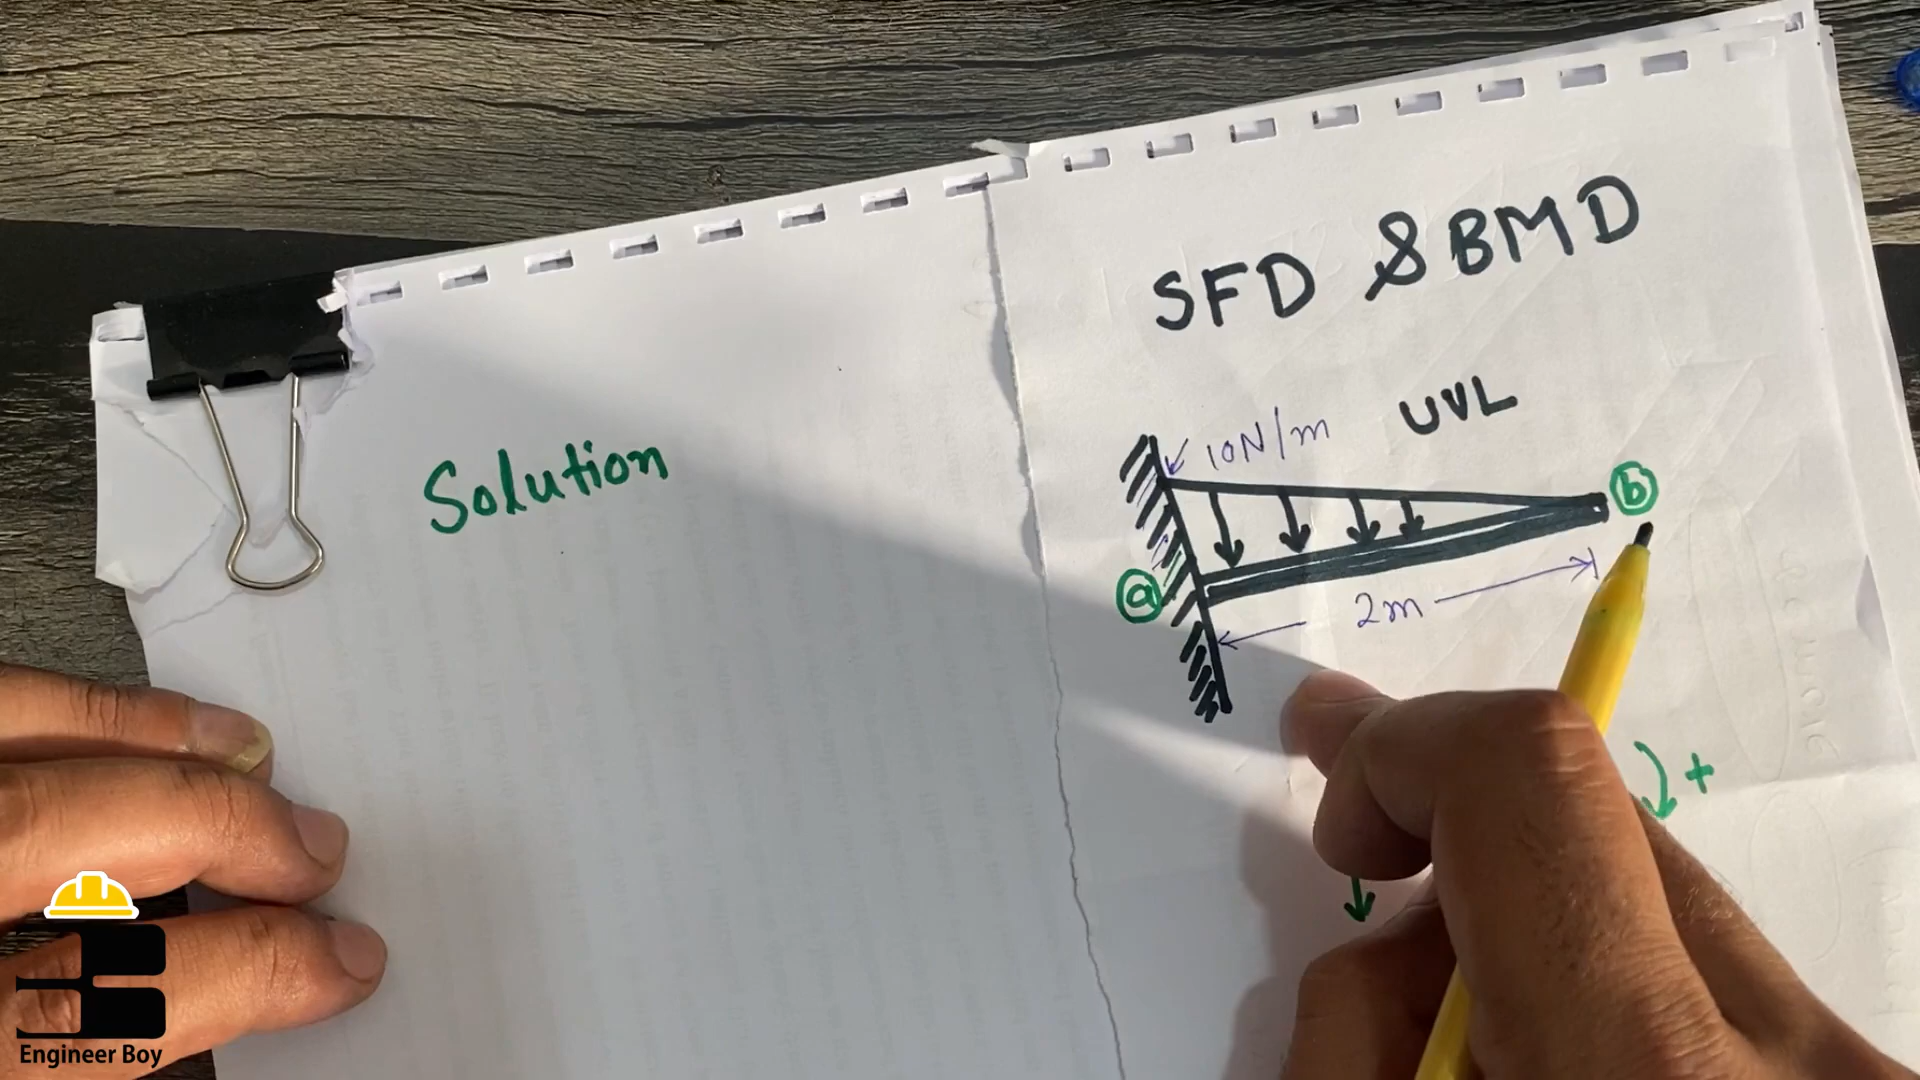 SFD & BMD
UVL
10N/m
Solution
b
a
2m
+
Engineer Boy